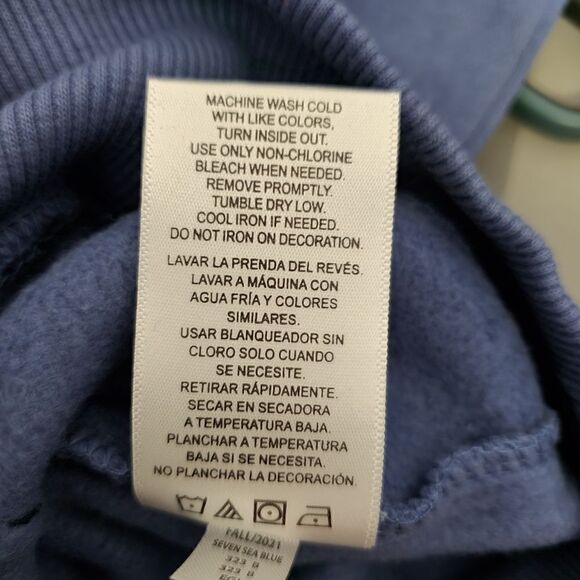 MACHINE WASH COLD
WITH LIKE COLORS,
TURN INSIDE OUT.
USE ONLY NON-CHLORINE
BLEACH WHEN NEEDED.
REMOVE PROMPTLY.
TUMBLE DRY LOW.
COOL IRON IF NEEDED.
DO NOT IRON ON DECORATION.
LAVAR LA PRENDA DEL REVÉS.
LAVAR A MÁQUINA CON
AGUA FRÍA Y COLORES
SIMILARES.
USAR BLANQUEADOR SIN
CLORO SOLO CUANDO
SE NECESITE.
RETIRAR RÁPIDAMENTE.
SECAR EN SECADORA
A TEMPERATURA BAJA.
PLANCHAR A TEMPERATURA
BAJA SI SE NECESITA.
NO PLANCHAR LA DECORACIÓN.
FALL/2021
SEVEN SEA BLUE
323 B
323 B